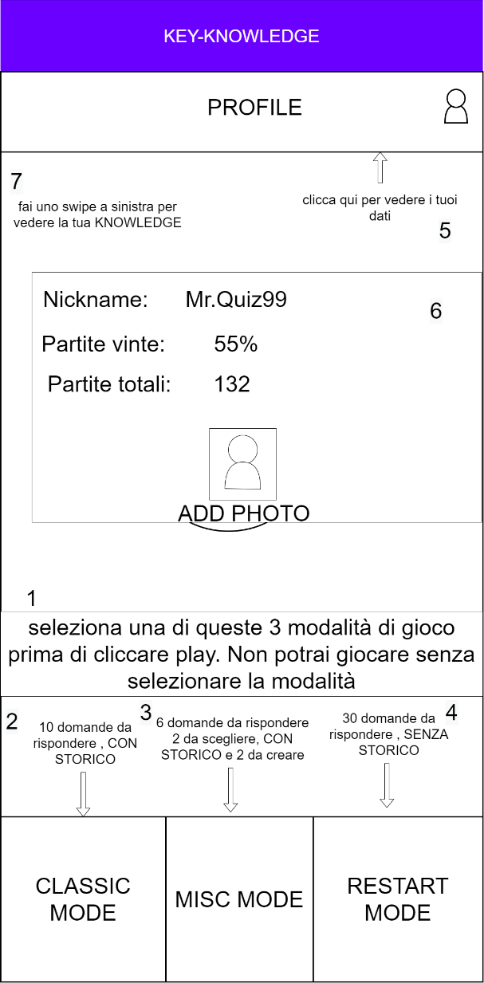 KEY-KNOWLEDGE
PROFILE
7
fai uno swipe a sinistra per
vedere la tua KNOWLEDGE
clicca qui per vedere i tuoi
dati
5
Nickname: Mr.Quiz99
6
Partite vinte: 55%
Partite totali: 132
ADD PHOTO
1
seleziona una di queste 3 modalità di gioco
prima di cliccare play. Non potrai giocare senza
selezionare la modalità
2
10 domande da
rispondere , CON
STORICO
3
6 domande da rispondere
2 da scegliere, CON
STORICO e 2 da creare
4
30 domande da
rispondere , SENZA
STORICO
CLASSIC
MODE
MISC MODE
RESTART
MODE